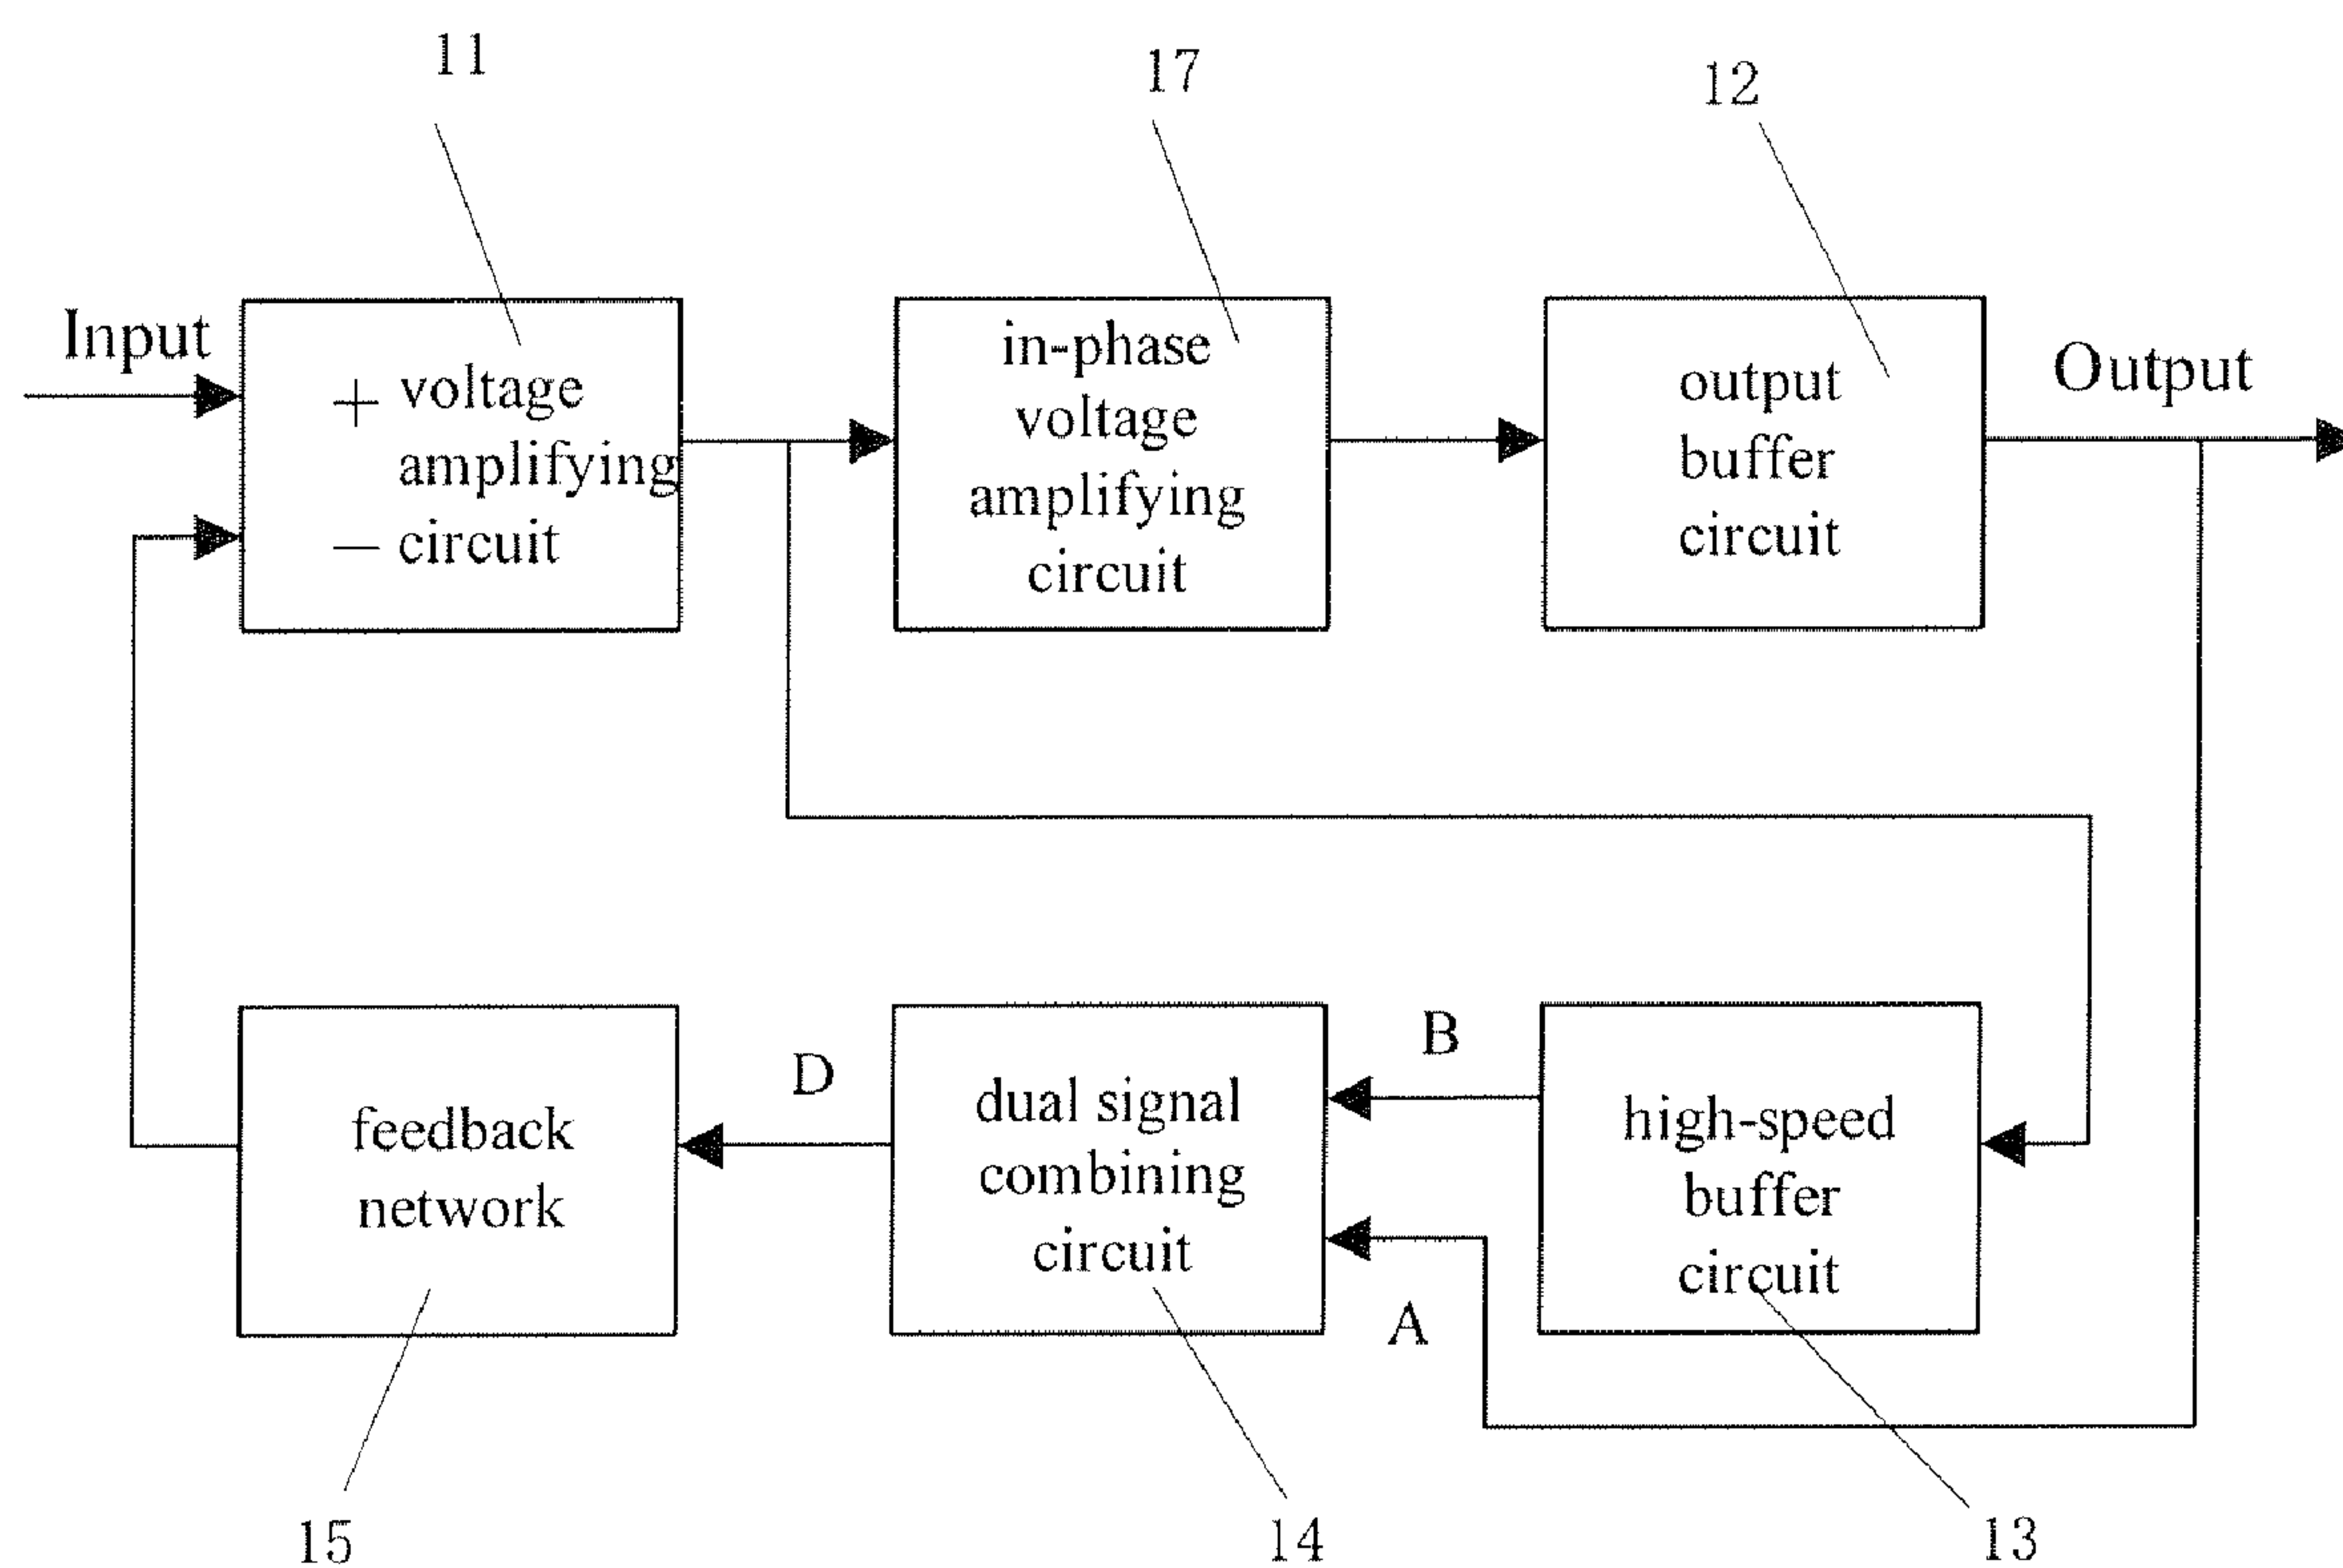 11
17
12
Input
+ voltage
amplifying
− circuit
in-phase
voltage
amplifying
circuit
output
buffer
circuit
Output
feedback
network
D
dual signal
combining
circuit
B
A
high-speed
buffer
circuit
15
14
13